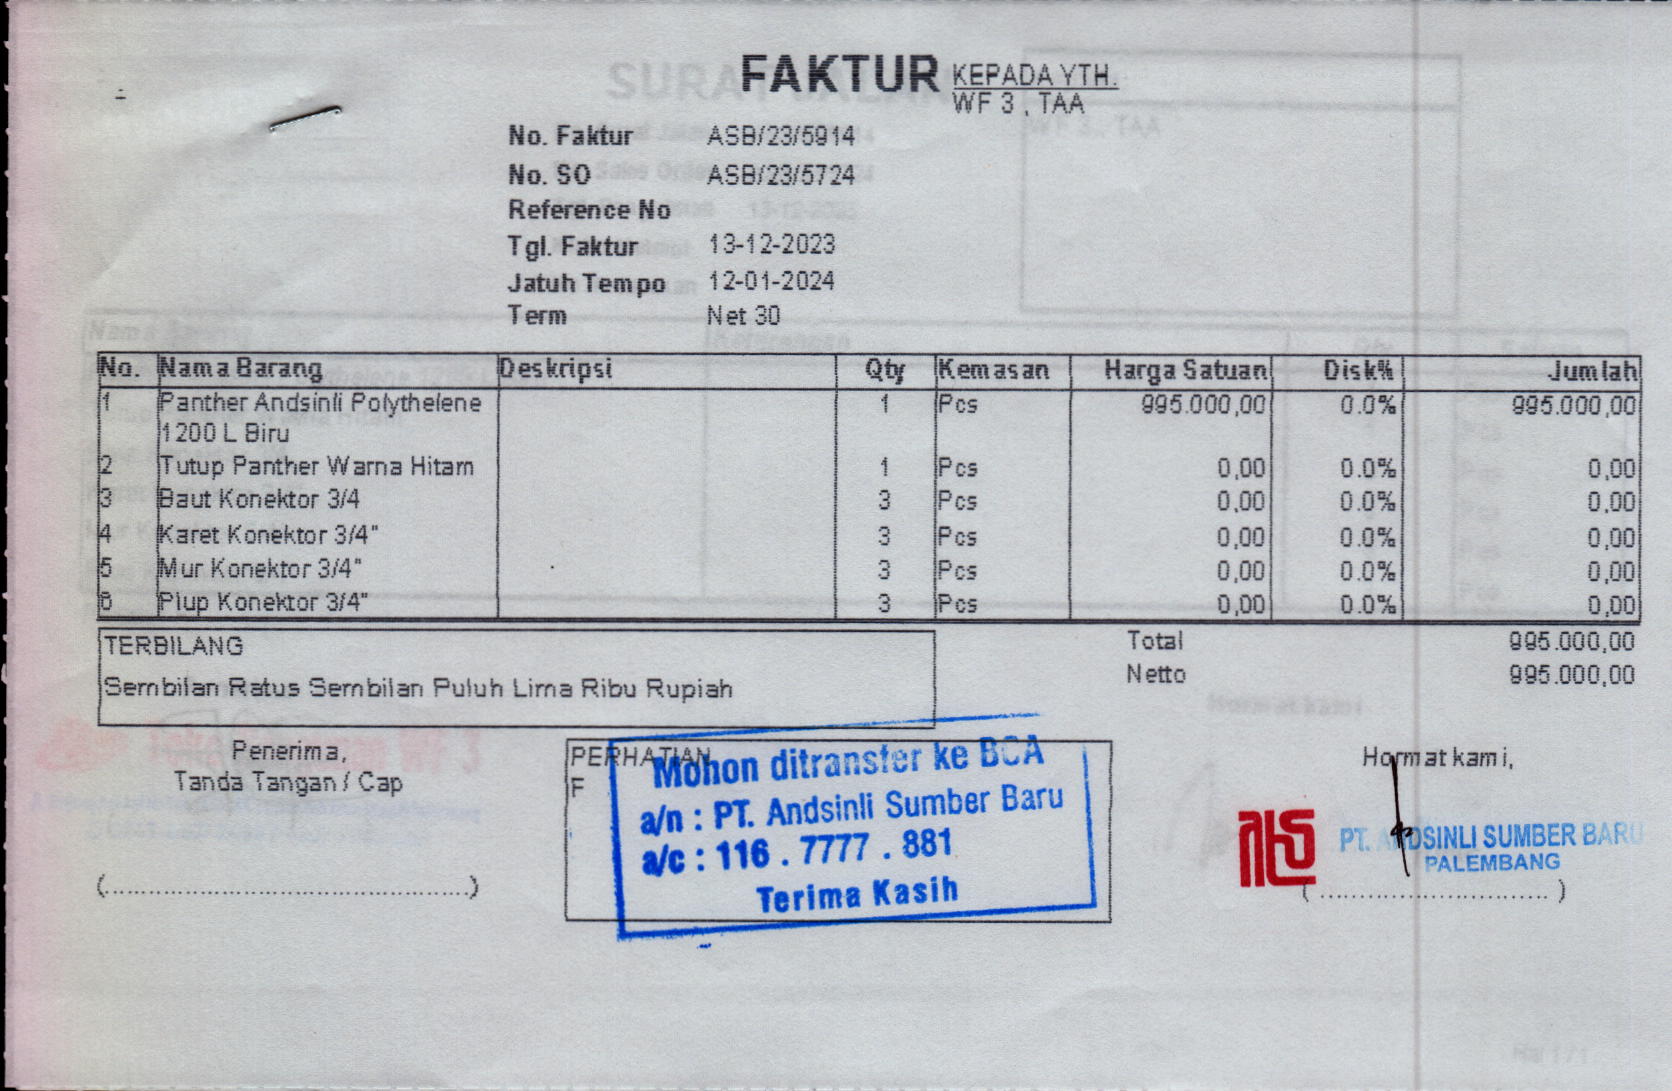 FAKTUR
KEPADA YTH.
WF 3 , TAA
No. Faktur ASB/23/5914
No. SO ASB/23/5724
Reference No
Tgl. Faktur 13-12-2023
Jatuh Tempo 12-01-2024
Term Net 30
No. Nama Barang Deskripsi Qty Kemasan Harga Satuan Disk% Jumlah
1 Panther Andsinli Polythelene 1 Pcs 995.000,00 0.0% 995.000,00
1200 L Biru
2 Tutup Panther Warna Hitam 1 Pcs 0,00 0.0% 0,00
3 Baut Konektor 3/4 3 Pcs 0,00 0.0% 0,00
4 Karet Konektor 3/4" 3 Pcs 0,00 0.0% 0,00
5 Mur Konektor 3/4" 3 Pcs 0,00 0.0% 0,00
6 Plup Konektor 3/4" 3 Pcs 0,00 0.0% 0,00
TERBILANG
Sembilan Ratus Sembilan Puluh Lima Ribu Rupiah
Total 995.000,00
Netto 995.000,00
Penerima,
Tanda Tangan / Cap
(..........................................)
PERHATIAN
F
Mohon ditransfer ke BCA
a/n : PT. Andsinli Sumber Baru
a/c : 116 . 7777 . 881
Terima Kasih
Hormat kami,
PT. ANDSINLI SUMBER BARU
PALEMBANG
( .............................. )